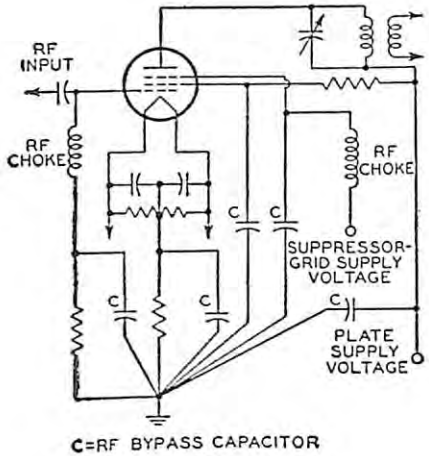 RF
INPUT
RF
CHOKE
C
C
RF
CHOKE
SUPPRESSOR-
GRID SUPPLY
VOLTAGE
C
C
C
PLATE
SUPPLY
VOLTAGE
C=RF BYPASS CAPACITOR